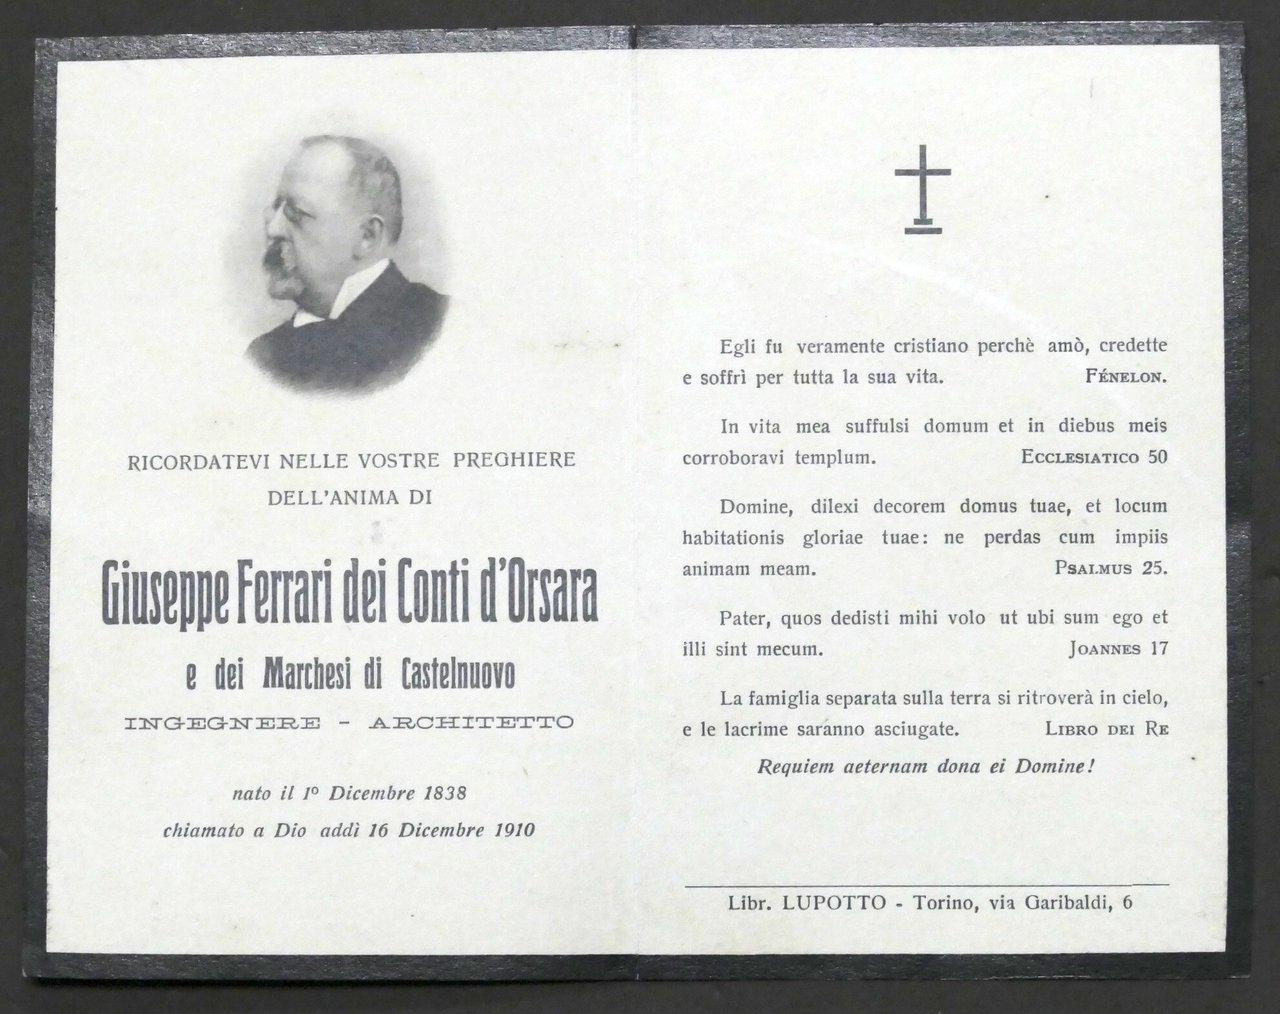 RICORDATEVI NELLE VOSTRE PREGHIERE
DELL'ANIMA DI
Giuseppe Ferrari dei Conti d'Orsara
e dei Marchesi di Castelnuovo
INGEGNERE - ARCHITETTO
nato il 1º Dicembre 1838
chiamato a Dio addì 16 Dicembre 1910
Egli fu veramente cristiano perchè amò, credette
e soffrì per tutta la sua vita. FÉNELON.
In vita mea suffulsi domum et in diebus meis
corroboravi templum. ECCLESIATICO 50
Domine, dilexi decorem domus tuae, et locum
habitationis gloriae tuae: ne perdas cum impiis
animam meam. PSALMUS 25.
Pater, quos dedisti mihi volo ut ubi sum ego et
illi sint mecum. JOANNES 17
La famiglia separata sulla terra si ritroverà in cielo,
e le lacrime saranno asciugate. LIBRO DEI RE
Requiem aeternam dona ei Domine!
Libr. LUPOTTO - Torino, via Garibaldi, 6